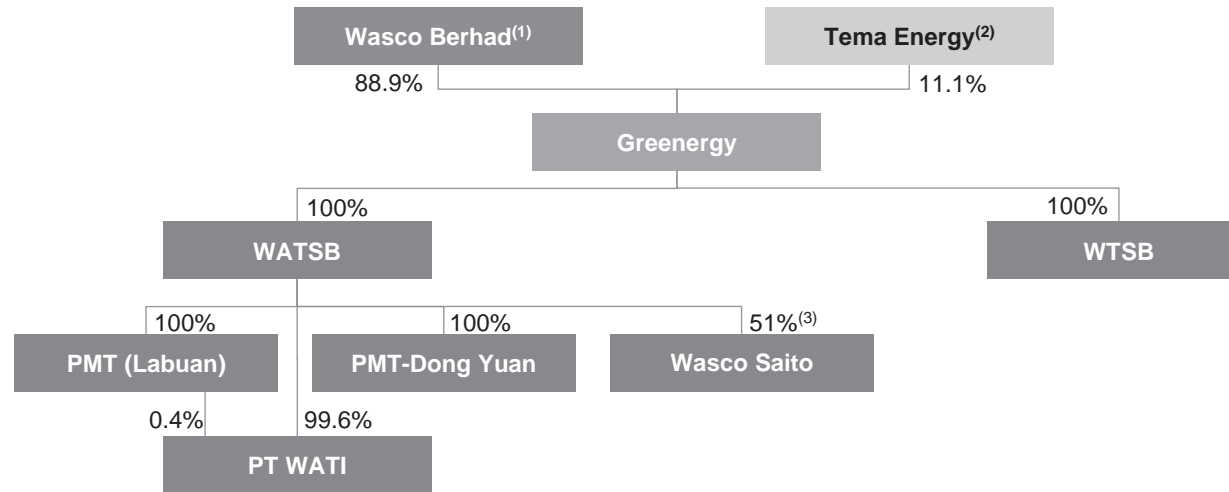 Wasco Berhad(1)
Tema Energy(2)
88.9%
11.1%
Greenergy
100%
100%
WATSB
WTSB
100%
100%
51%(3)
PMT (Labuan)
PMT-Dong Yuan
Wasco Saito
0.4%
99.6%
PT WATI